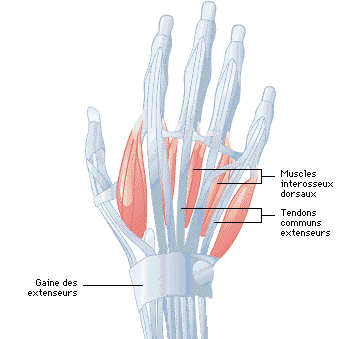 Muscles
interosseux
dorsaux
Tendons
communs
extenseurs
Gaine des
extenseurs